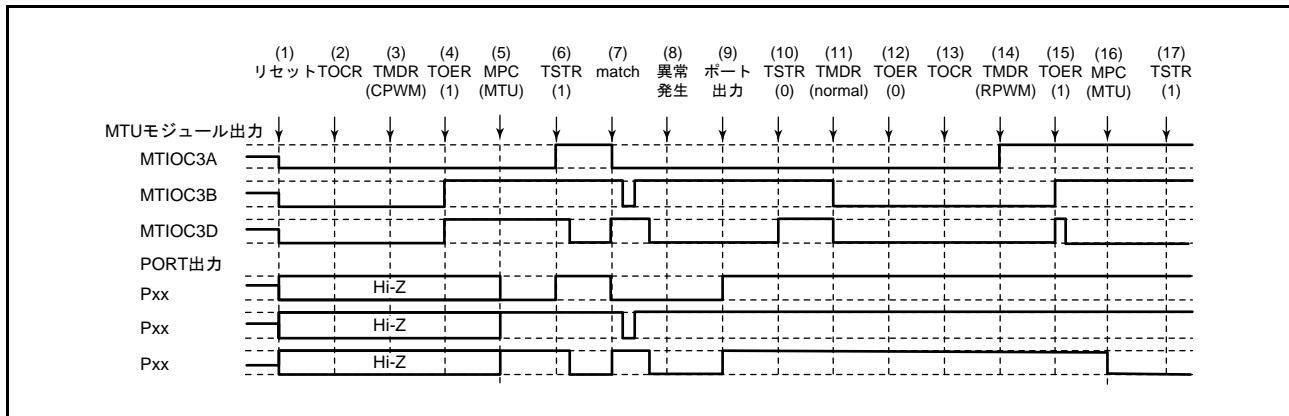 (1) (2) (3) (4) (5) (6) (7) (8) (9) (10) (11) (12) (13) (14) (15) (16) (17)
リセット TOCR TMDR TOER MPC TSTR match 異常 ポート TSTR TMDR TOER TOCR TMDR TOER MPC TSTR
(CPWM) (1) (MTU) (1) 発生 出力 (0) (normal) (0) (RPWM) (1) (MTU) (1)
MTUモジュール出力
MTIOC3A
MTIOC3B
MTIOC3D
PORT出力
Hi-Z
Pxx
Hi-Z
Pxx
Hi-Z
Pxx